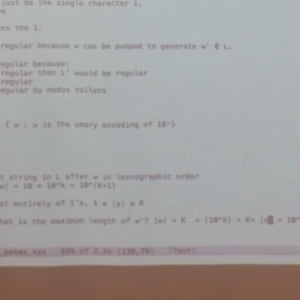 just be the single character 1.
ns the 1.
regular because w can be pumped to generate w' ∉ L.
egular because:
regular then L' would be regular
regular
egular by modus tollens
{ w : w is the unary encoding of 10^n}
t string in L after w in lexicographic order
w| = 10 = 10^k = 10^(K+1)
st entirely of 1's. 1 ≤ |y| ≤ K
hat is the maximum length of w'? |w| + K = (10^k) + K< |s = 10^
_notes.txt 65% of 2.6k (130,78) (Text)